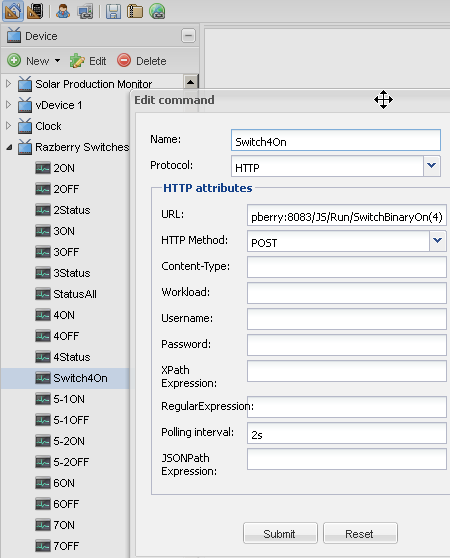 Device
New Edit Delete
Solar Production Monitor
vDevice 1
Clock
Razberry Switches
2ON
2OFF
2Status
3ON
3OFF
3Status
StatusAll
4ON
4OFF
4Status
Switch4On
5-1ON
5-1OFF
5-2ON
5-2OFF
6ON
6OFF
7ON
7OFF
Edit command
Name: Switch4On
Protocol: HTTP
HTTP attributes
URL: pberry:8083/JS/Run/SwitchBinaryOn(4)
HTTP Method: POST
Content-Type:
Workload:
Username:
Password:
XPath
Expression:
RegularExpression:
Polling interval: 2s
JSONPath
Expression:
Submit Reset